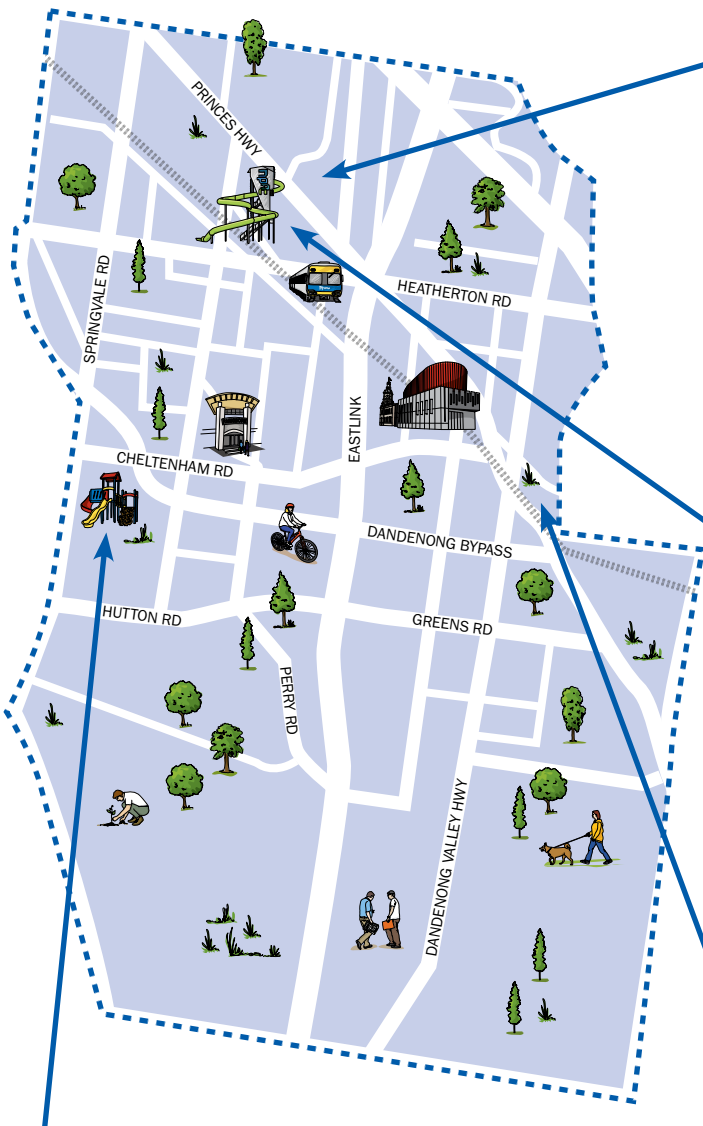 PRINCES HWY
SPRINGVALE RD
HEATHERTON RD
EASTLINK
CHELTENHAM RD
DANDENONG BYPASS
HUTTON RD
GREENS RD
PERRY RD
DANDENONG VALLEY HWY